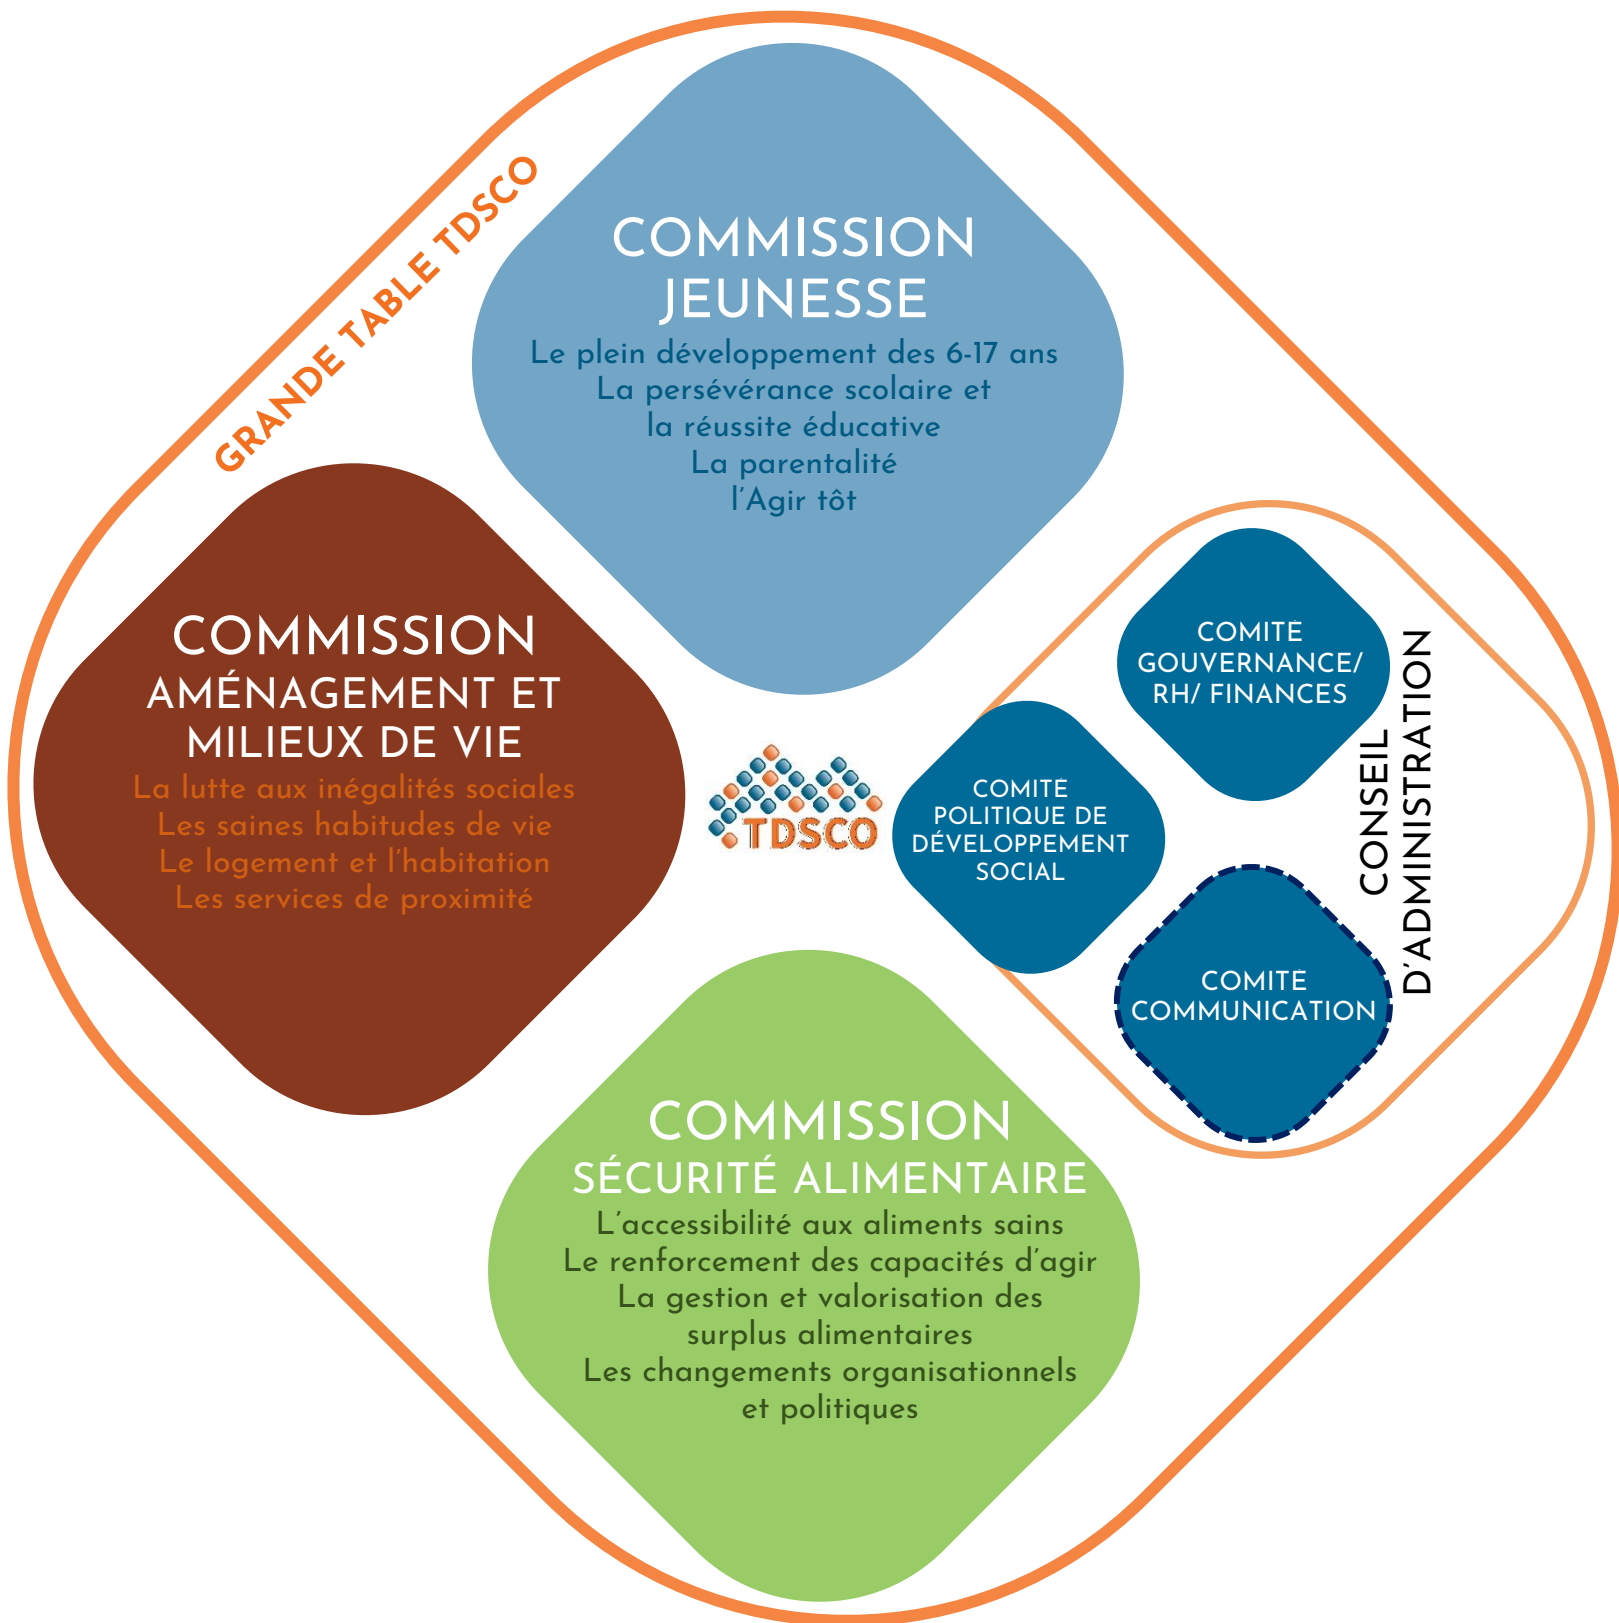 GRANDE TABLE TDSCO
COMMISSION
JEUNESSE
Le plein développement des 6-17 ans
La persévérance scolaire et
la réussite éducative
La parentalité
l'Agir tôt
COMMISSION
AMÉNAGEMENT ET
MILIEUX DE VIE
La lutte aux inégalités sociales
Les saines habitudes de vie
Le logement et l'habitation
Les services de proximité
TDSCO
COMITÉ
GOUVERNANCE/
RH/ FINANCES
COMITÉ
POLITIQUE DE
DÉVELOPPEMENT
SOCIAL
COMITÉ
COMMUNICATION
CONSEIL
D'ADMINISTRATION
COMMISSION
SÉCURITÉ ALIMENTAIRE
L'accessibilité aux aliments sains
Le renforcement des capacités d'agir
La gestion et valorisation des
surplus alimentaires
Les changements organisationnels
et politiques